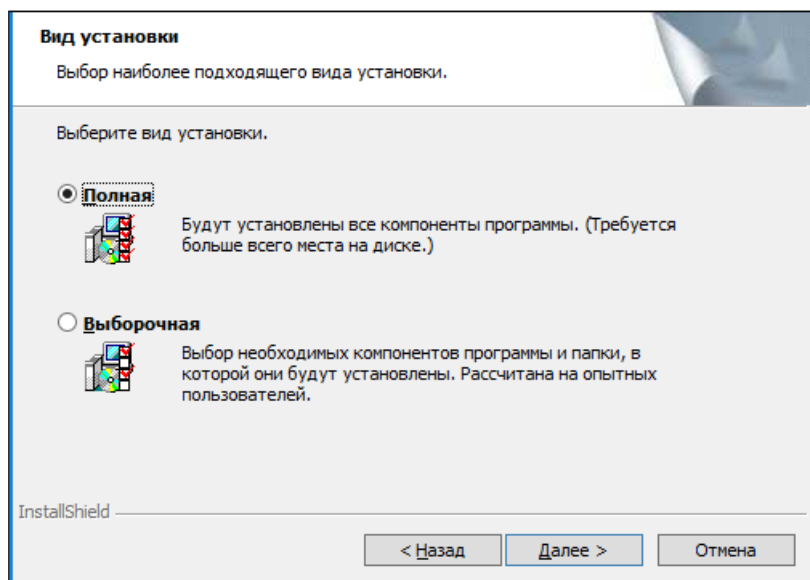 Вид установки
Выбор наиболее подходящего вида установки.
Выберите вид установки.
Полная
Будут установлены все компоненты программы. (Требуется
больше всего места на диске.)
Выборочная
Выбор необходимых компонентов программы и папки, в
которой они будут установлены. Рассчитана на опытных
пользователей.
InstallShield
< Назад
Далее >
Отмена